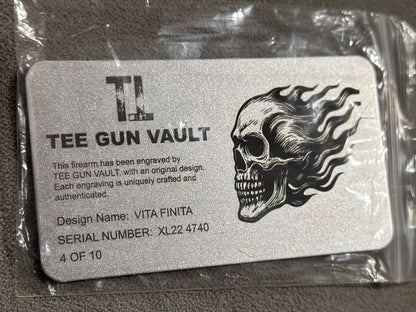 T.L
TEE GUN VAULT
This firearm has been engraved by
TEE GUN VAULT, with an original design.
Each engraving is uniquely crafted and
authenticated.
Design Name: VITA FINITA
SERIAL NUMBER: XL22 4740
4 OF 10